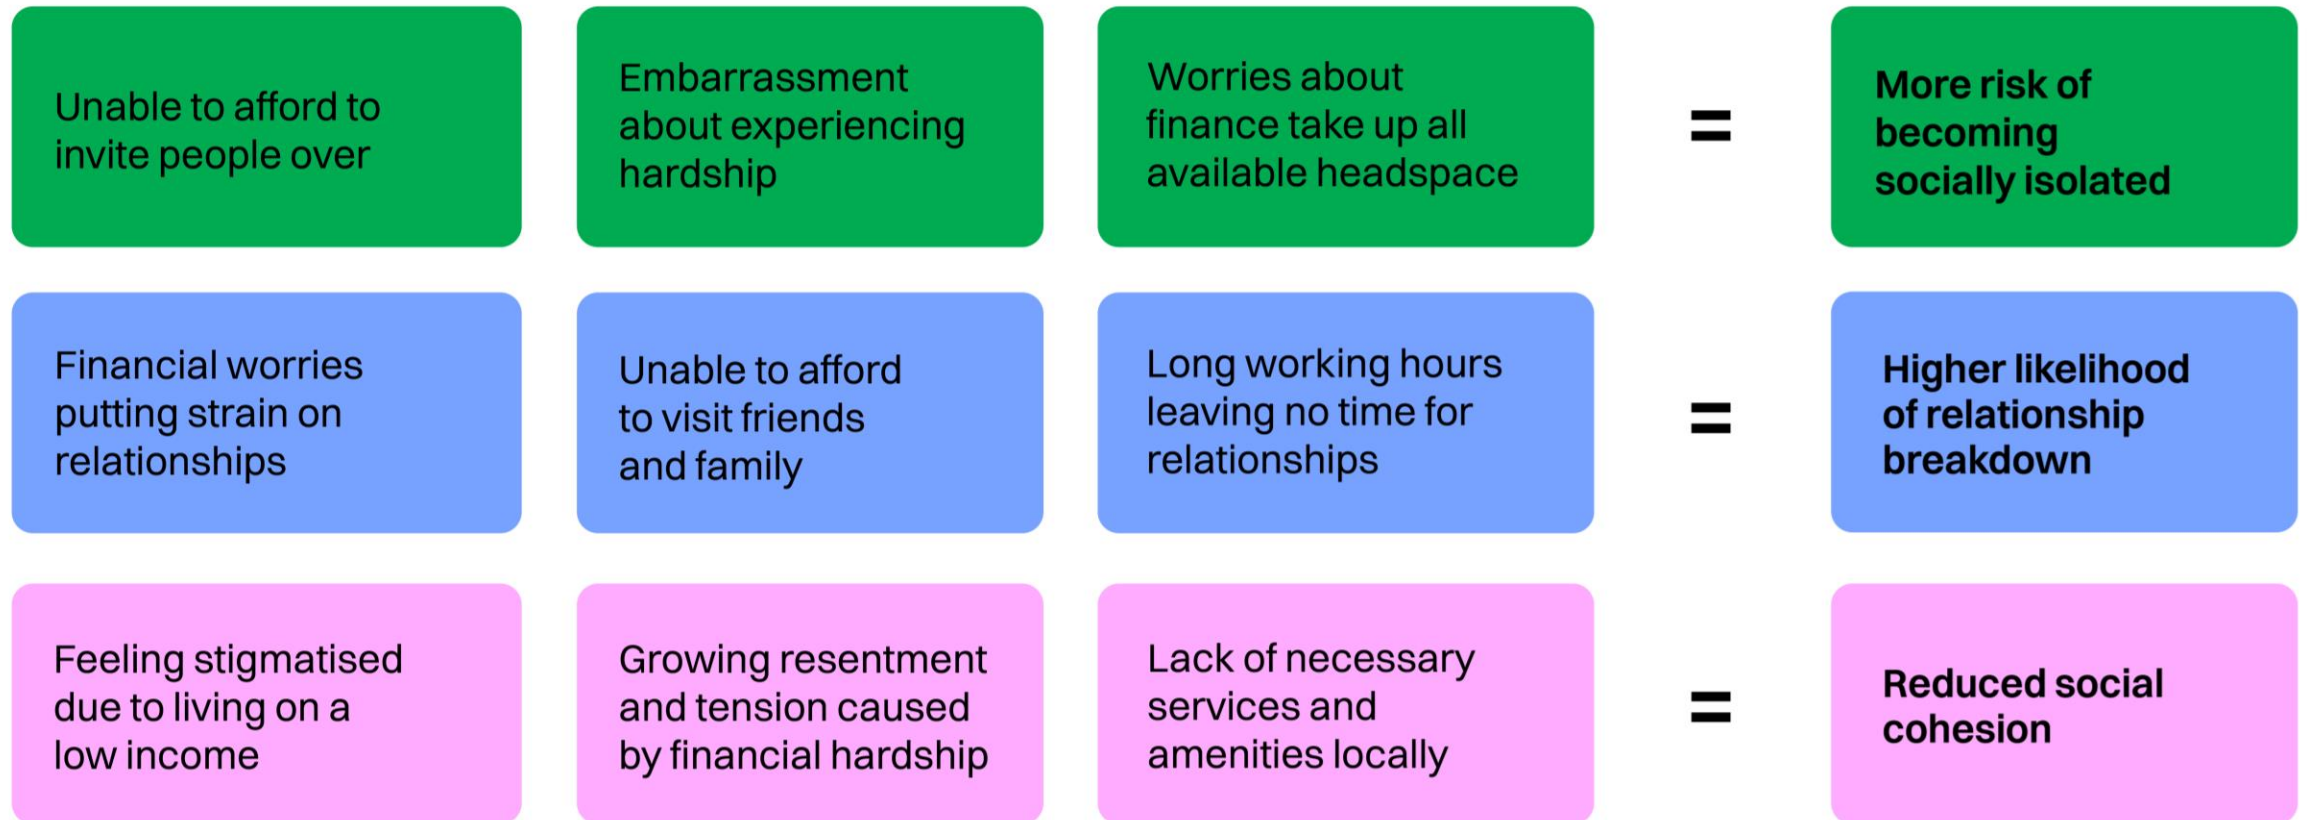 Unable to afford to
invite people over
Embarrassment
about experiencing
hardship
Worries about
finance take up all
available headspace
=
More risk of
becoming
socially isolated
Financial worries
putting strain on
relationships
Unable to afford
to visit friends
and family
Long working hours
leaving no time for
relationships
=
Higher likelihood
of relationship
breakdown
Feeling stigmatised
due to living on a
low income
Growing resentment
and tension caused
by financial hardship
Lack of necessary
services and
amenities locally
=
Reduced social
cohesion